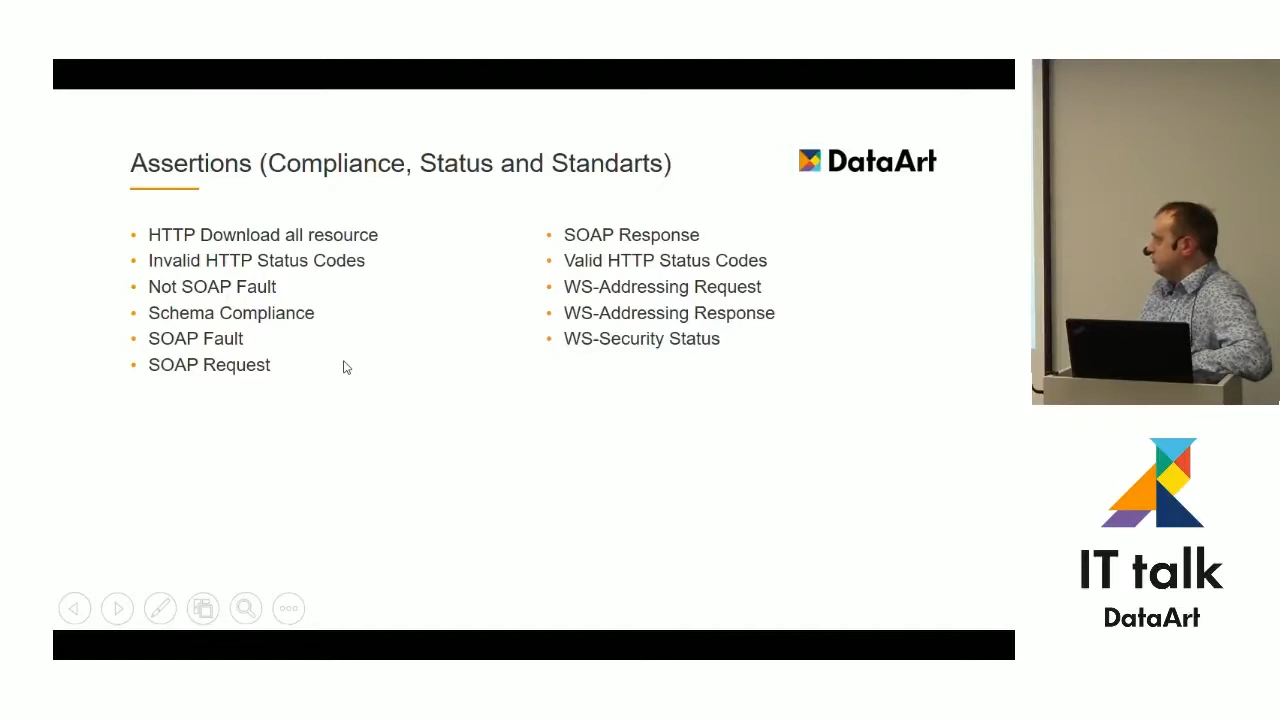 Assertions (Compliance, Status and Standarts)
DataArt
HTTP Download all resource
Invalid HTTP Status Codes
Not SOAP Fault
Schema Compliance
SOAP Fault
SOAP Request
SOAP Response
Valid HTTP Status Codes
WS-Addressing Request
WS-Addressing Response
WS-Security Status
IT talk
DataArt